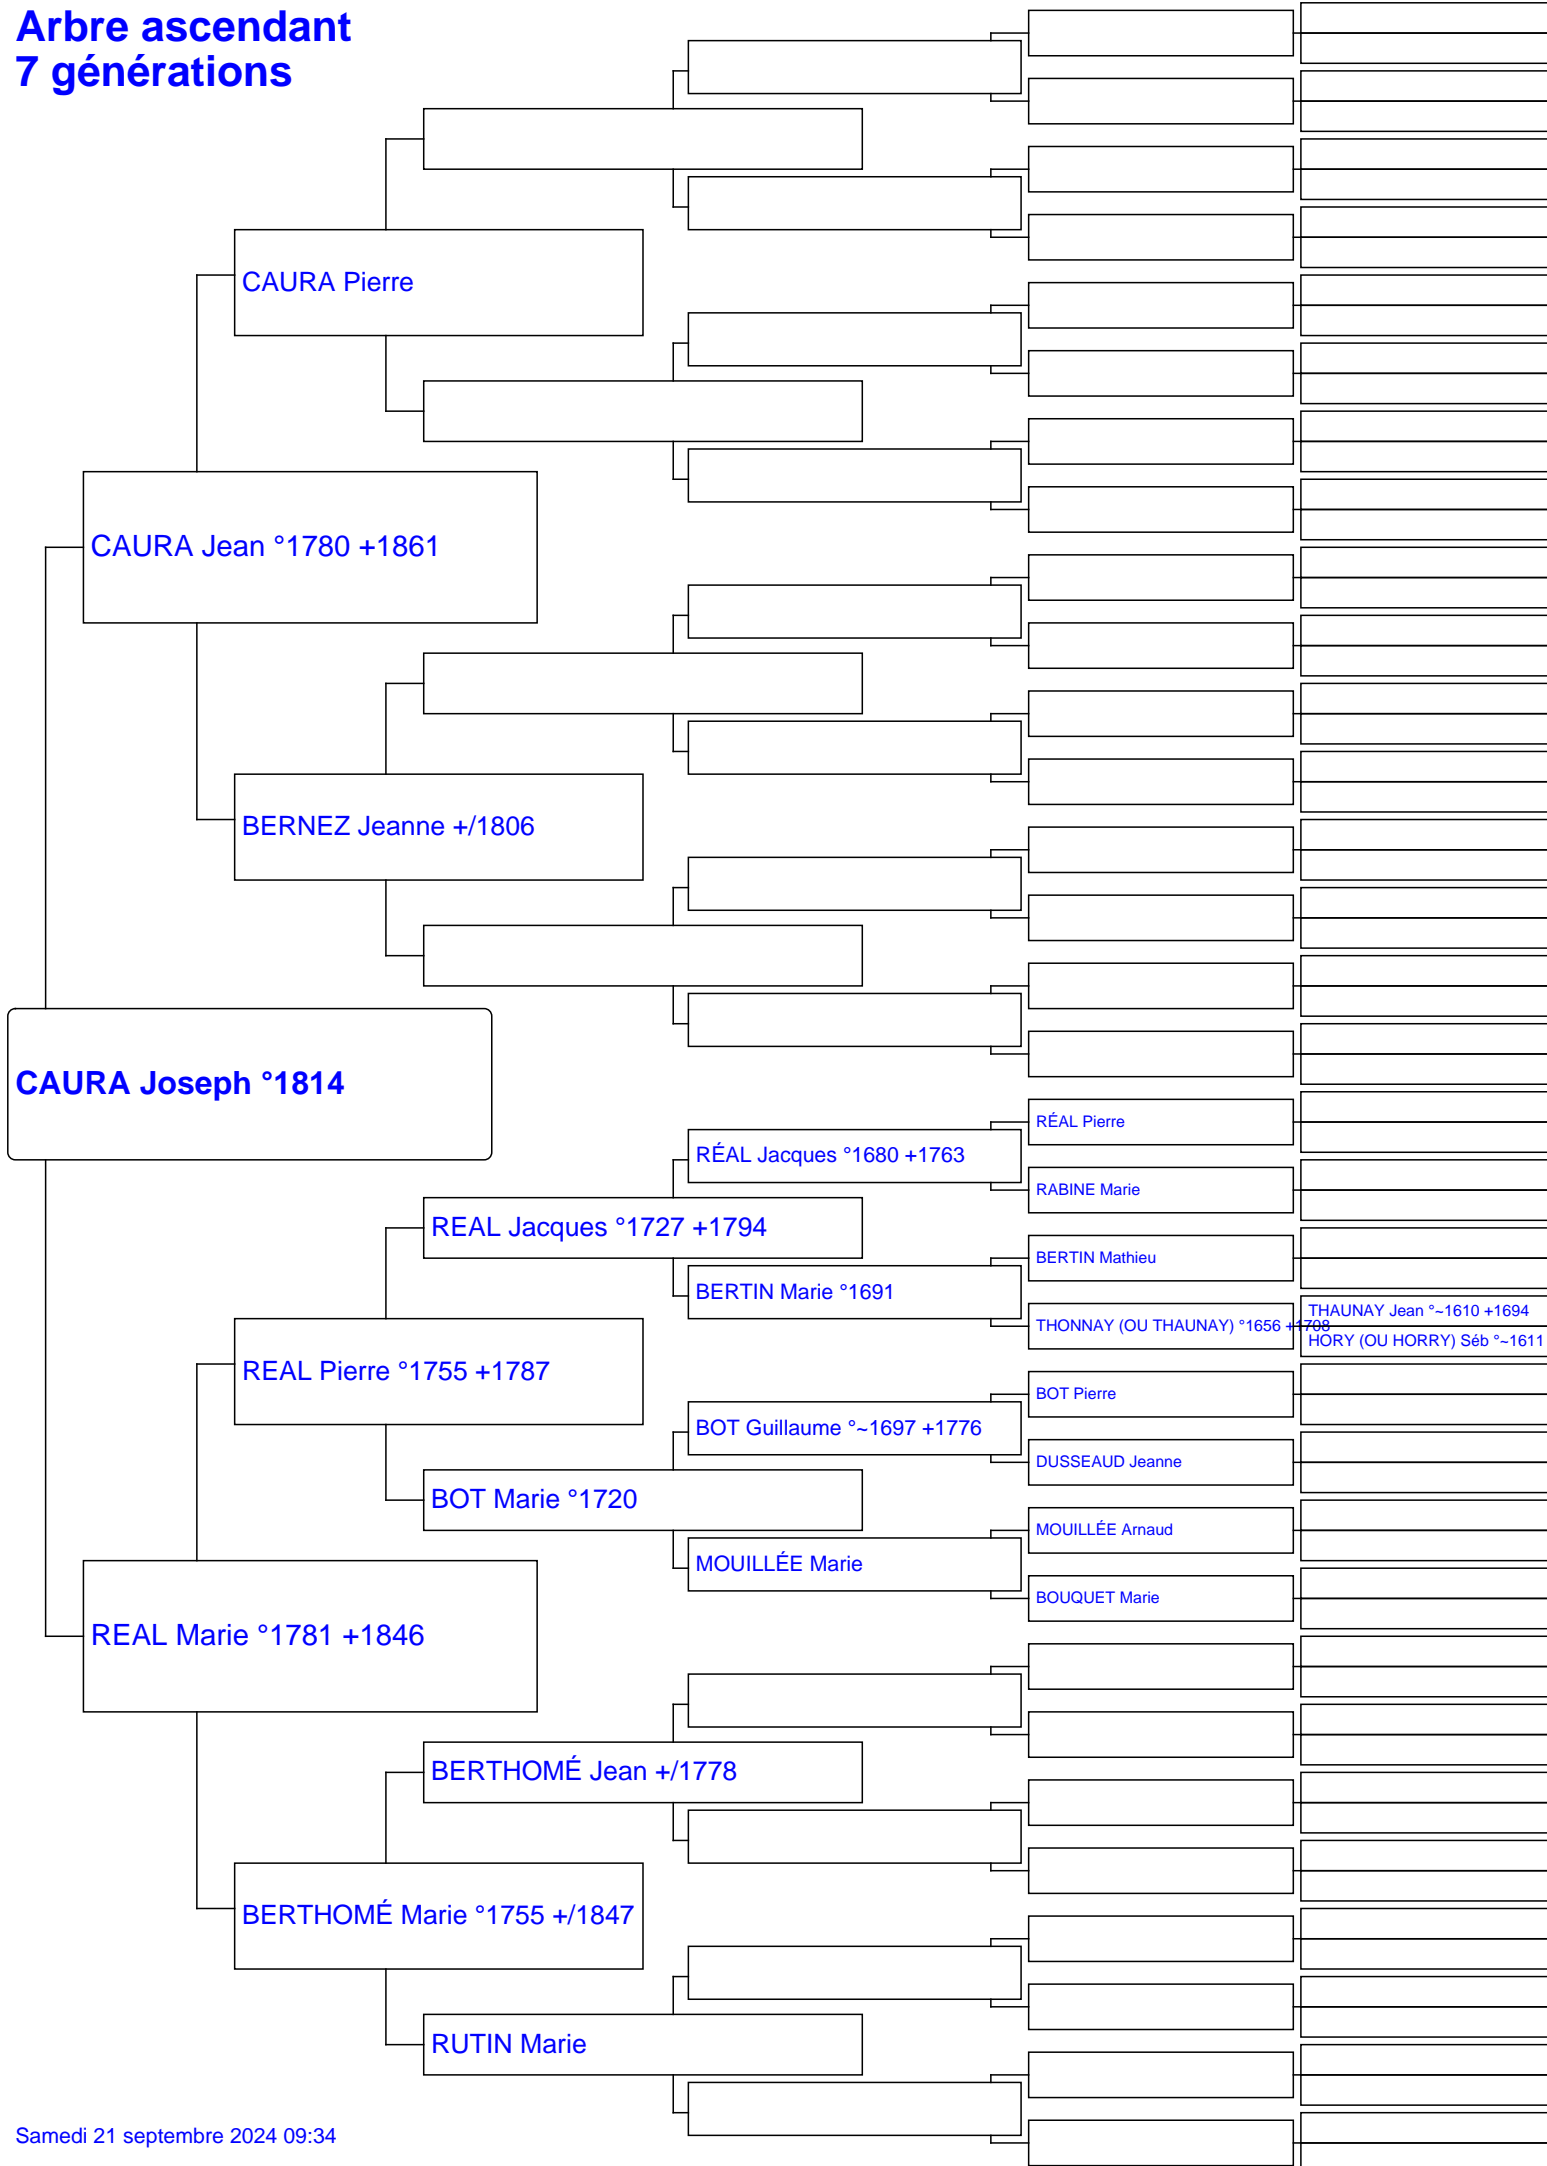 Arbre ascendant
7 générations
CAURA Pierre
CAURA Jean °1780 +1861
BERNEZ Jeanne +/1806
CAURA Joseph °1814
RÉAL Pierre
RÉAL Jacques °1680 +1763
RABINE Marie
REAL Jacques °1727 +1794
BERTIN Mathieu
BERTIN Marie °1691
THONNAY (OU THAUNAY) °1656 +1708
THAUNAY Jean °~1610 +1694
HORY (OU HORRY) Séb °~1611
REAL Pierre °1755 +1787
BOT Pierre
BOT Guillaume °~1697 +1776
DUSSEAUD Jeanne
BOT Marie °1720
MOUILLÉE Arnaud
MOUILLÉE Marie
BOUQUET Marie
REAL Marie °1781 +1846
BERTHOMÉ Jean +/1778
BERTHOMÉ Marie °1755 +/1847
RUTIN Marie
Samedi 21 septembre 2024 09:34